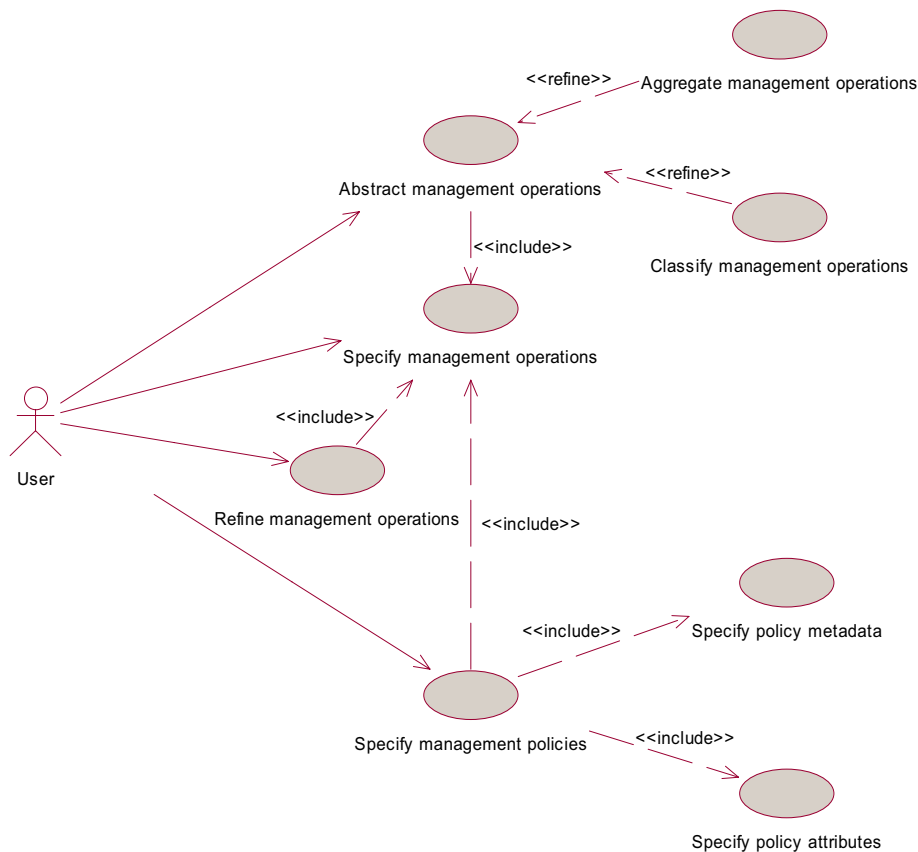 <<refine>>
Aggregate management operations
Abstract management operations
<<refine>>
<<include>>
Classify management operations
Specify management operations
<<include>>
User
Refine management operations
<<include>>
<<include>>
Specify policy metadata
Specify management policies
<<include>>
Specify policy attributes